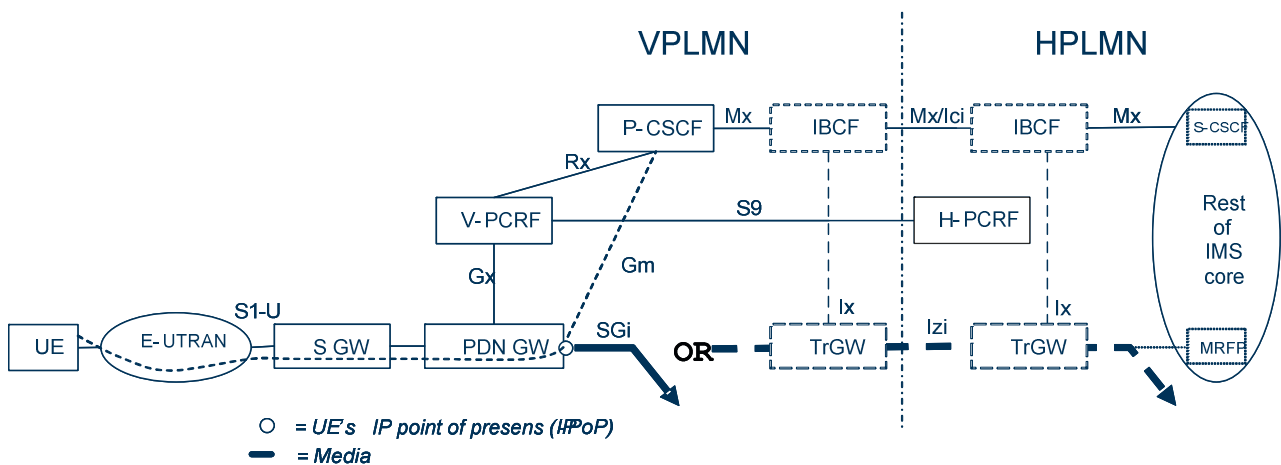 VPLMN
HPLMN
P-CSCF
Mx
IBCF
Mx/Ici
IBCF
Mx
S-CSCF
Rx
V-PCRF
S9
H-PCRF
Rest
of
IMS
core
Gx
Gm
S1-U
SGi
Ix
Izi
Ix
UE
E-UTRAN
S GW
PDN GW
OR
TrGW
TrGW
MRFP
= UE's IP point of presens (IP-PoP)
= Media